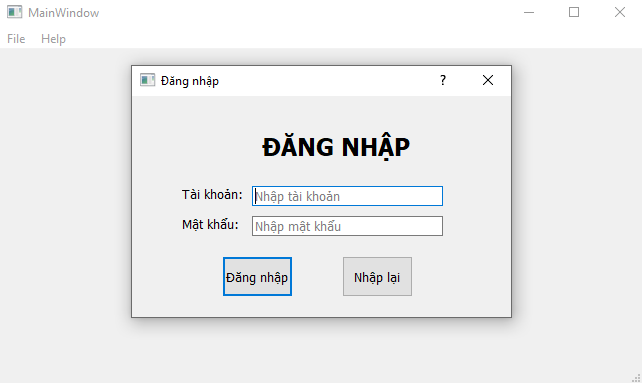 MainWindow
File Help
Đăng nhập ?
ĐĂNG NHẬP
Tài khoản: Nhập tài khoản
Mật khẩu: Nhập mật khẩu
Đăng nhập Nhập lại